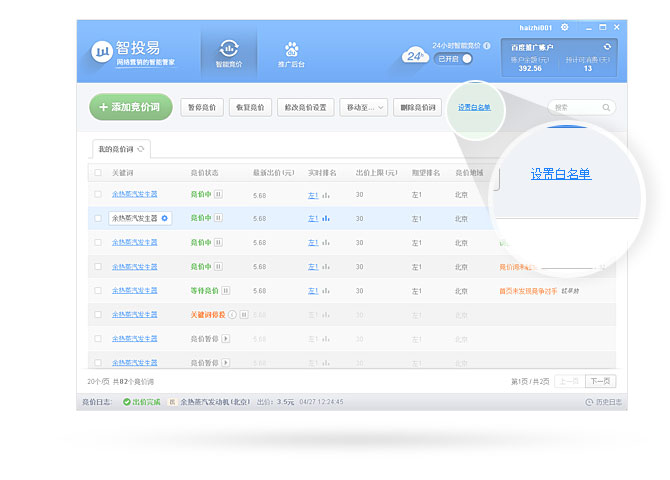 haizhi001
智投易
网络营销的智能管家
智能竞价
推广后台
24h
24小时智能竞价
已开启
百度推广账户
账户余额(元) 预计可消费(天)
392.56 13
+ 添加竞价词 暂停竞价 恢复竞价 修改竞价设置 移动至... 删除竞价词 设置白名单 搜索
设置白名单
我的竞价词
关键词 竞价状态 最新出价(元) 实时排名 出价上限(元) 期望排名 竞价地域
余热蒸汽发生器 竞价中 5.68 左1 30 左1 北京
余热蒸汽发生器 竞价中 5.68 左1 30 左1 北京
余热蒸汽发生器 竞价中 5.68 左1 30 左1 北京
余热蒸汽发生器 竞价中 5.68 左1 30 左1 北京 竞价词未
余热蒸汽发生器 等待竞价 5.68 左1 30 左1 北京 首页未发现竞争对手
余热蒸汽发生器 关键词停投 5.68 左1 30 左1 北京
余热蒸汽发生器 竞价暂停 5.68 左1 30 左1 北京
余热蒸汽发生器 竞价暂停 5.68 左1 30 左1 北京
20个/页 共82个竞价词 第1页/共2页 上一页 下一页
竞价日志: 出价完成 余热蒸汽发动机(北京) 出价: 3.5元 04/27 12:24:45 历史日志